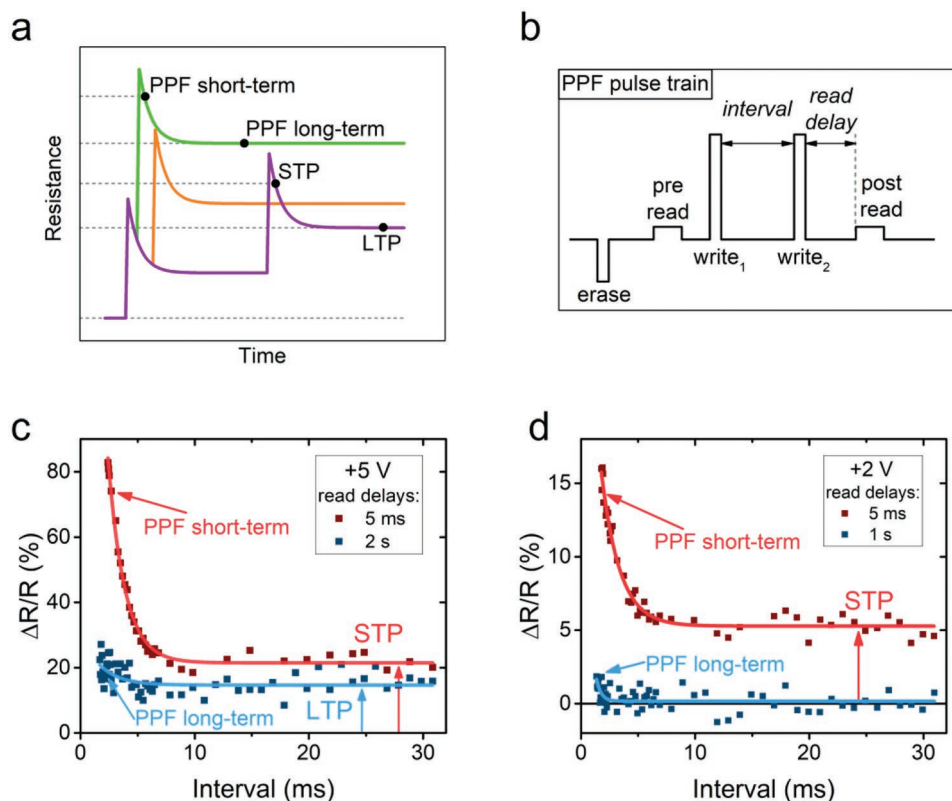 a
PPF short-term
PPF long-term
STP
LTP
Resistance
Time
b
PPF pulse train
interval
read
delay
pre
read
post
read
write₁
write₂
erase
c
+5 V
read delays:
5 ms
2 s
PPF short-term
STP
PPF long-term
LTP
ΔR/R (%)
80
60
40
20
0
0
10
20
30
Interval (ms)
d
+2 V
read delays:
5 ms
1 s
PPF short-term
STP
PPF long-term
ΔR/R (%)
15
10
5
0
0
10
20
30
Interval (ms)